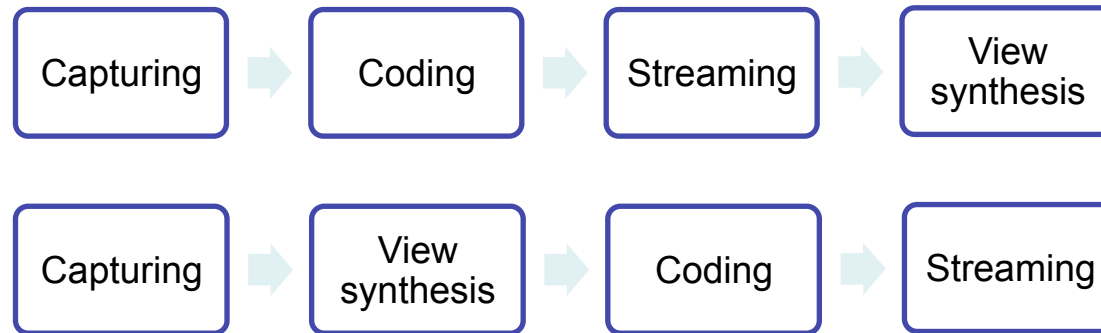 Capturing
Coding
Streaming
View
synthesis
Capturing
View
synthesis
Coding
Streaming